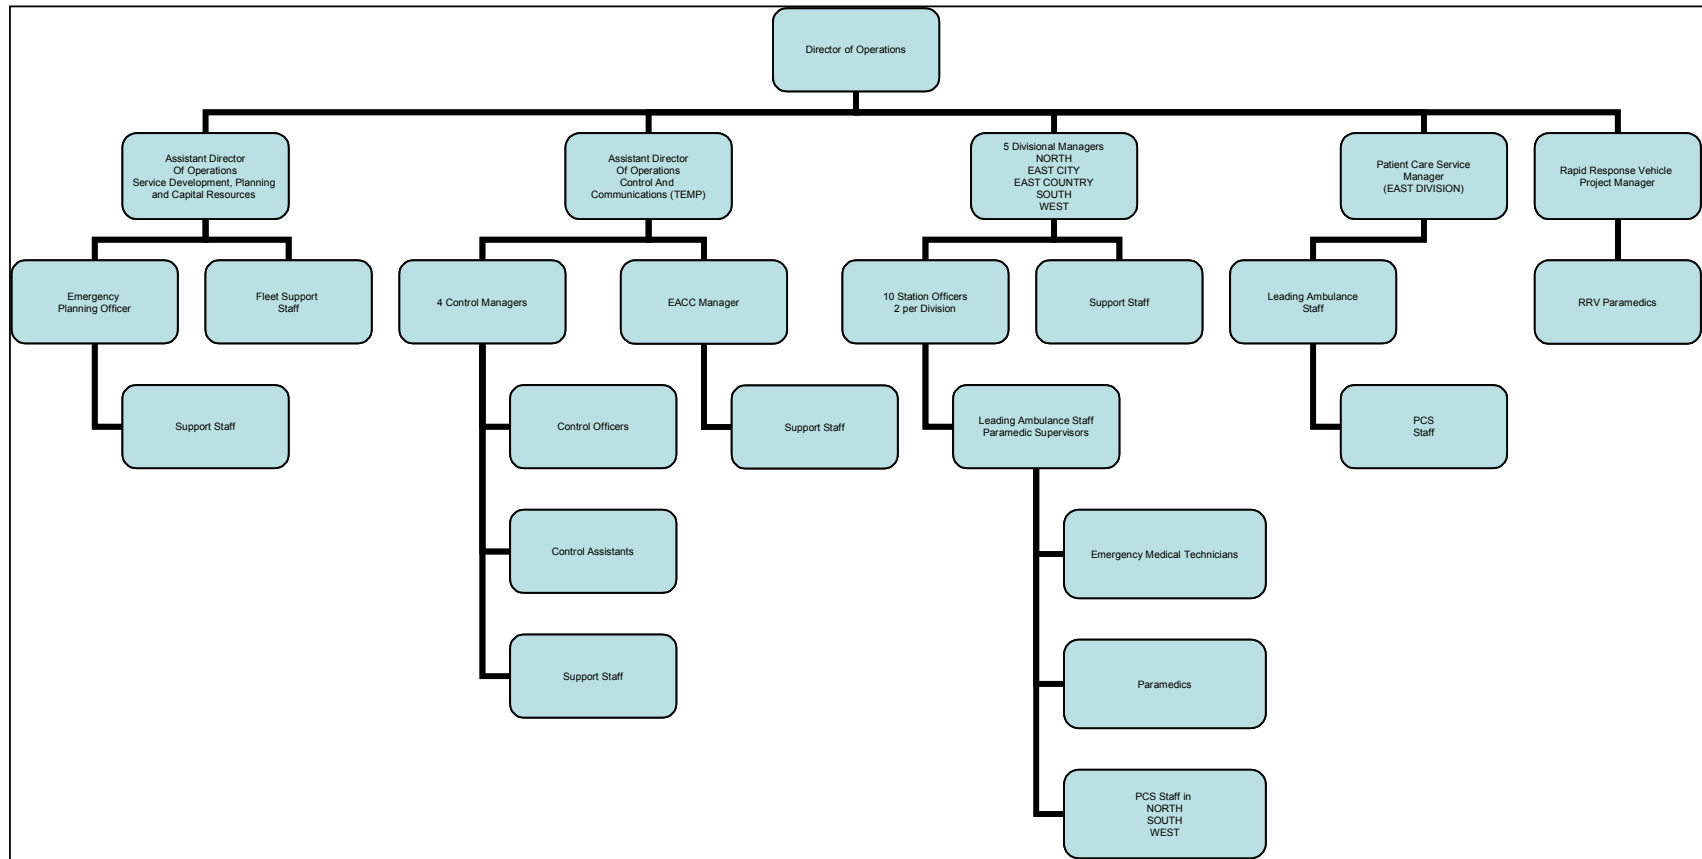 Director of Operations
Assistant Director
Of Operations
Service Development, Planning
and Capital Resources
Assistant Director
Of Operations
Control And
Communications (TEMP)
5 Divisional Managers
NORTH
EAST CITY
EAST COUNTRY
SOUTH
WEST
Patient Care Service
Manager
(EAST DIVISION)
Rapid Response Vehicle
Project Manager
Emergency
Planning Officer
Fleet Support
Staff
4 Control Managers
EACC Manager
10 Station Officers
2 per Division
Support Staff
Leading Ambulance
Staff
RRV Paramedics
Support Staff
Control Officers
Support Staff
Leading Ambulance Staff
Paramedic Supervisors
PCS
Staff
Control Assistants
Emergency Medical Technicians
Support Staff
Paramedics
PCS Staff in
NORTH
SOUTH
WEST